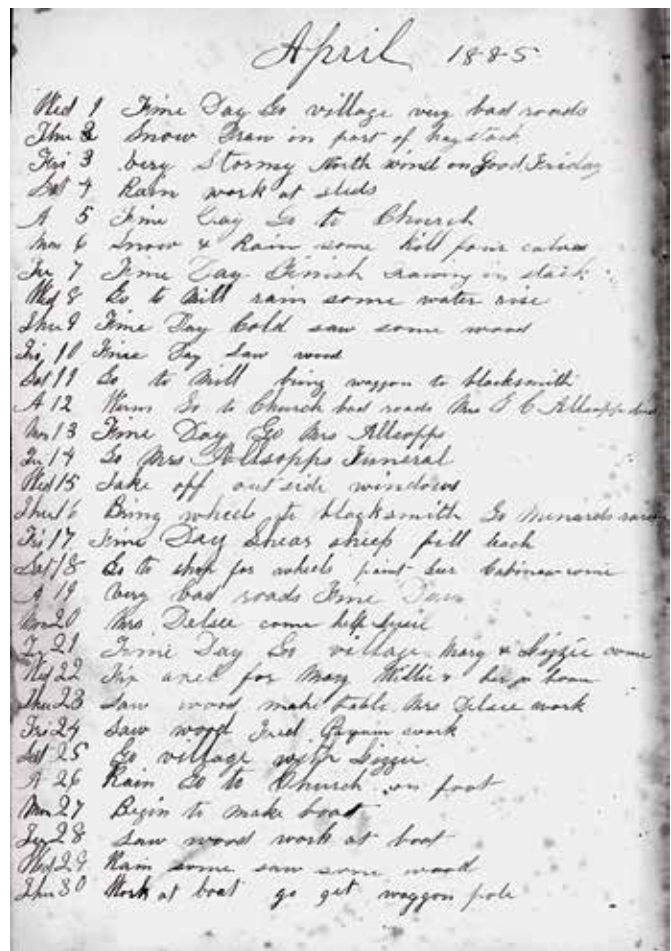 April 1885
Wed 1 Fine Day Go village very bad roads
Thu 2 Snow Draw in part of hay stack
Fri 3 very Stormy North wind on Good Friday
Sat 4 Rain work at sleds
A 5 Fine Day Go to Church
Mon 6 Snow & Rain some Kill four calves
Tu 7 Fine Day Finish drawing in stack
Wed 8 Go to Mill rain some water rise
Thu 9 Fine Day Cold saw some wood
Fri 10 Fine Day Saw wood
Sat 11 Go to Mill bring waggon to blacksmith
A 12 Warm Go to Church bad roads Mrs Allsopp died
Mon 13 Fine Day Go Mrs Allsopps
Tu 14 Go Mrs Allsopps Funeral
Wed 15 Take off outside windows
Thu 16 Bring wheels to blacksmith Go Menards
Fri 17 Fine Day Shear sheep
Sat 18 Go to shop for wheels paint
A 19 Very bad roads Fine Day
Mon 20 Mrs Delsee come help
Tu 21 Fine Day Go village Mary & Lizzie come
Wed 22 Fix for Mary Willie & her go home
Thu 23 Saw wood make table Mrs Delsee work
Fri 24 Saw wood Fred work
Sat 25 Go village with Lizzie
A 26 Rain Go to Church on foot
Mon 27 Begin to make boat
Tu 28 Saw wood work at boat
Wed 29 Rain some saw some wood
Thu 30 Work at boat go get waggon pole